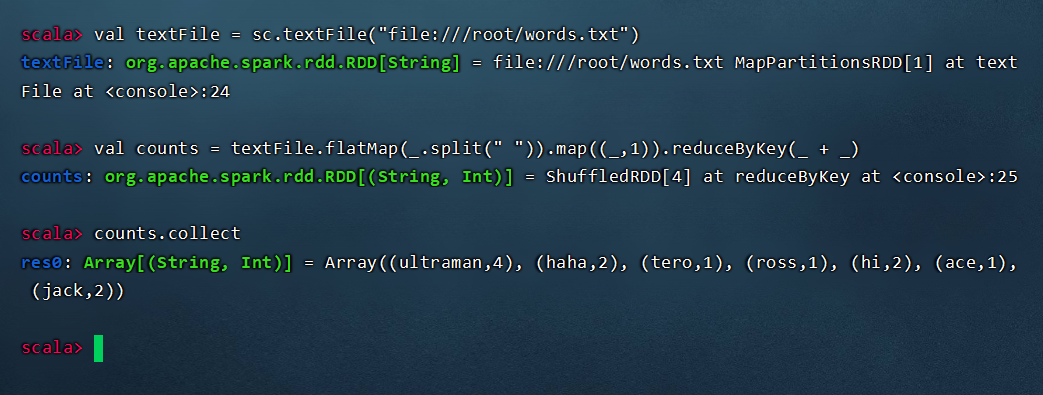 scala> val textFile = sc.textFile("file:///root/words.txt")
textFile: org.apache.spark.rdd.RDD[String] = file:///root/words.txt MapPartitionsRDD[1] at text
File at <console>:24
scala> val counts = textFile.flatMap(_.split(" ")).map((_,1)).reduceByKey(_ + _)
counts: org.apache.spark.rdd.RDD[(String, Int)] = ShuffledRDD[4] at reduceByKey at <console>:25
scala> counts.collect
res0: Array[(String, Int)] = Array((ultraman,4), (haha,2), (tero,1), (ross,1), (hi,2), (ace,1),
 (jack,2))
scala>